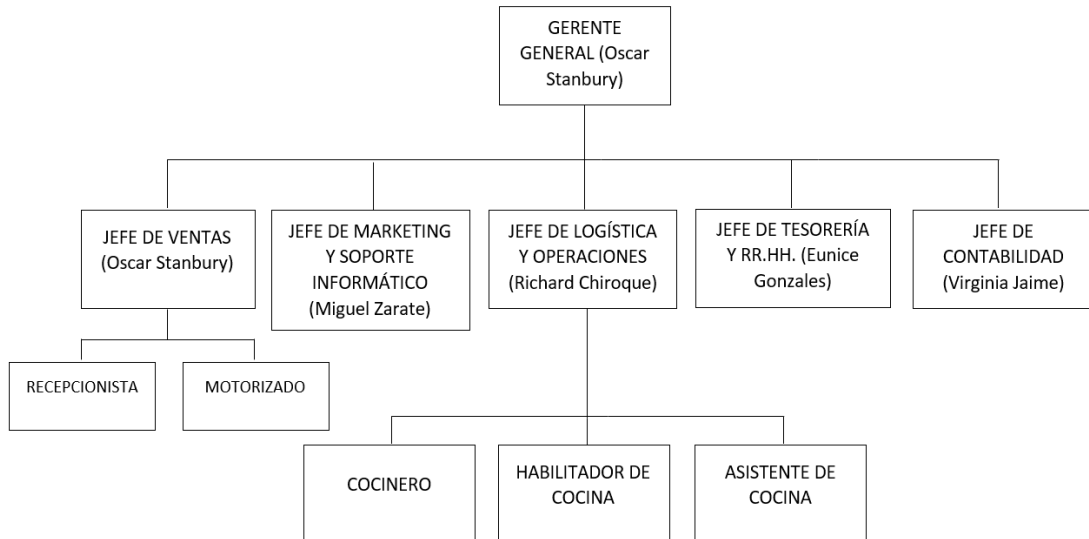 GERENTE
GENERAL (Oscar
Stanbury)
JEFE DE VENTAS
(Oscar Stanbury)
JEFE DE MARKETING
Y SOPORTE
INFORMÁTICO
(Miguel Zarate)
JEFE DE LOGÍSTICA
Y OPERACIONES
(Richard Chiroque)
JEFE DE TESORERÍA
Y RR.HH. (Eunice
Gonzales)
JEFE DE
CONTABILIDAD
(Virginia Jaime)
RECEPCIONISTA
MOTORIZADO
COCINERO
HABILITADOR DE
COCINA
ASISTENTE DE
COCINA